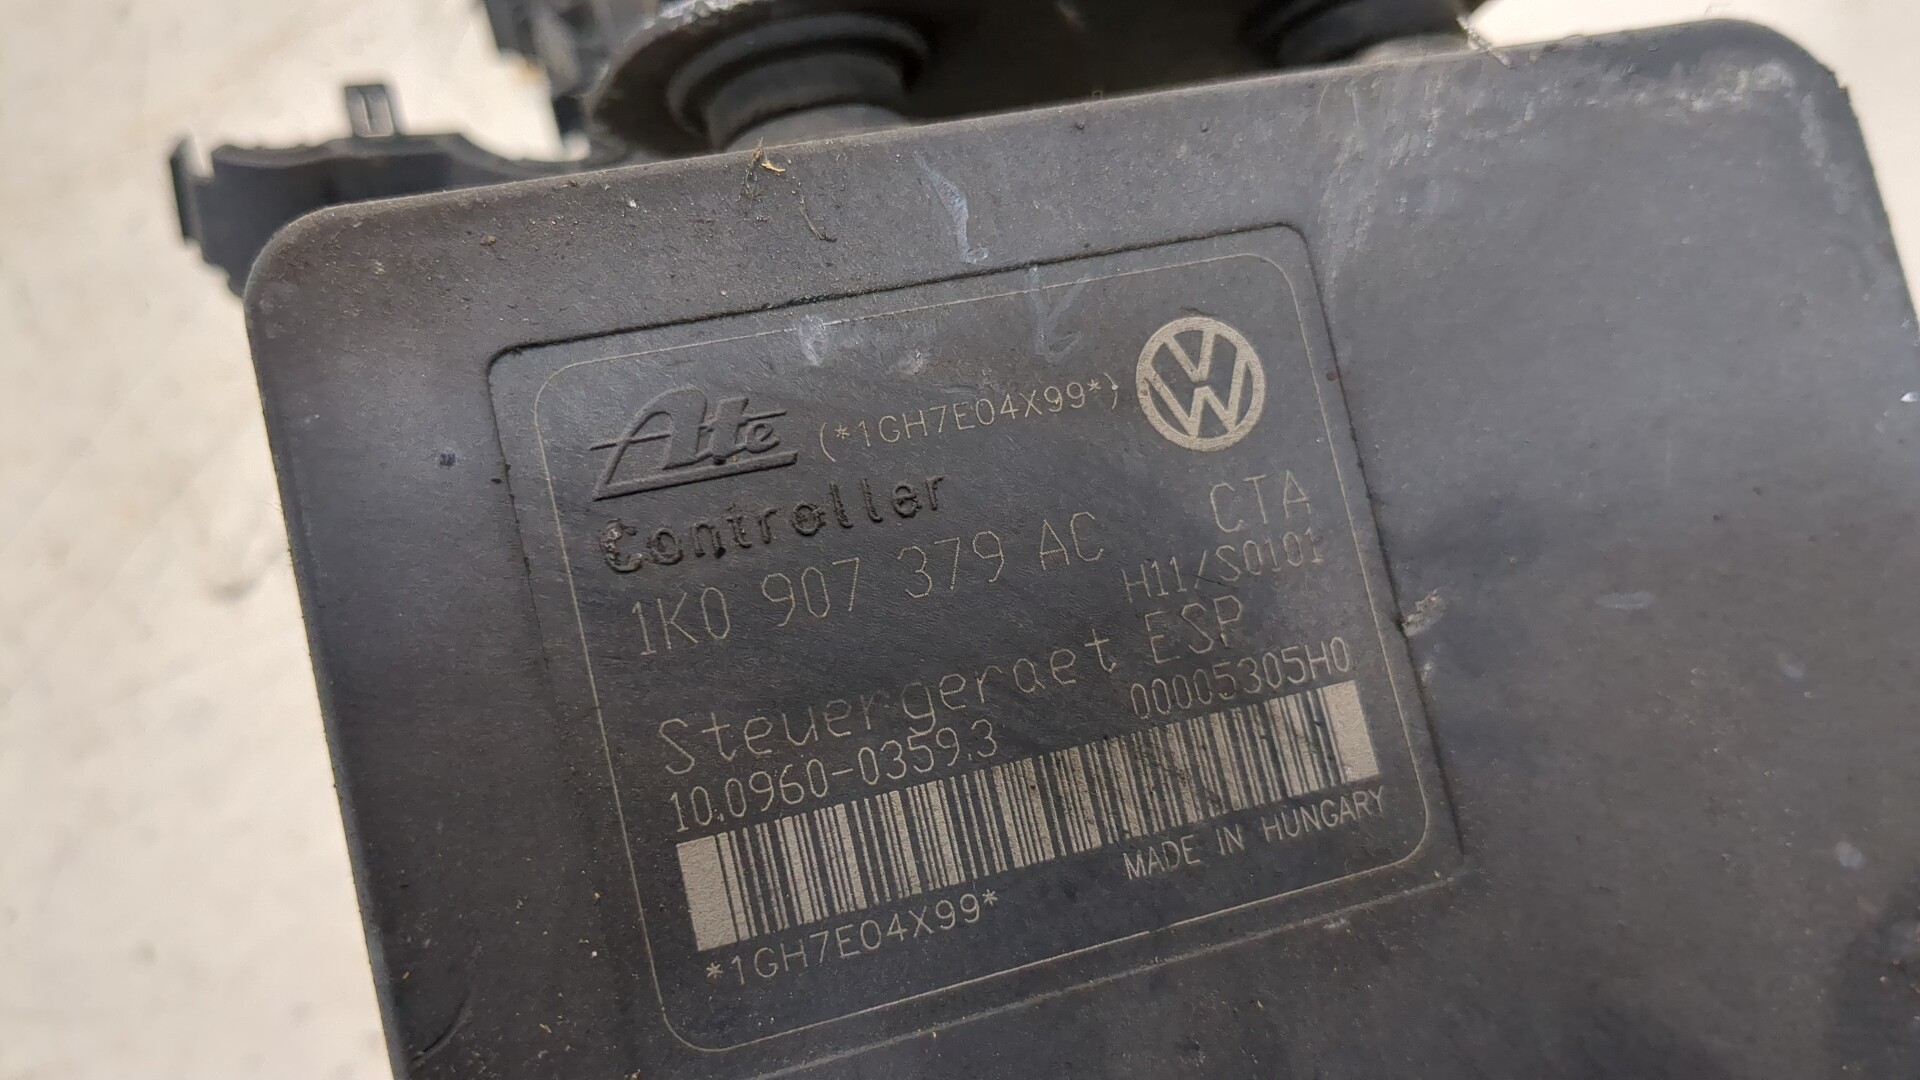 Ate (*1GH7E04X99*)
Controller
CTA
1K0 907 379 AC
H11/S0101
Steuergeraet ESP
10.0960-0359.3
00005305H0
MADE IN HUNGARY
*1GH7E04X99*